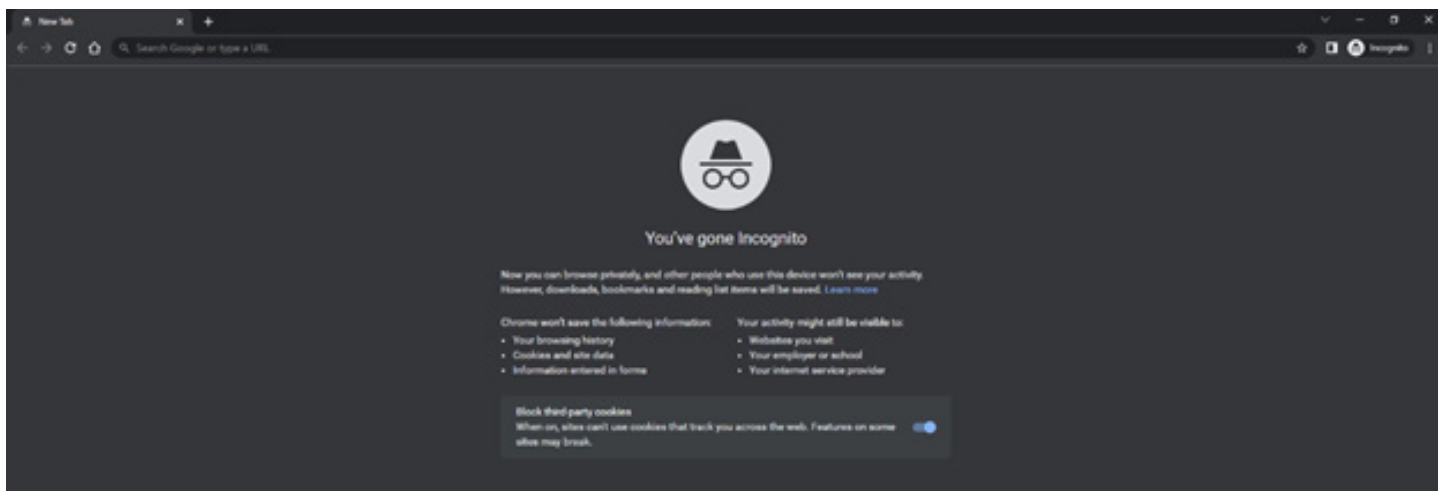 New Tab
Search Google or type a URL
Incognito
You've gone Incognito
Now you can browse privately, and other people who use this device won't see your activity.
However, downloads, bookmarks and reading list items will be saved. Learn more
Chrome won't save the following information:
• Your browsing history
• Cookies and site data
• Information entered in forms
Your activity might still be visible to:
• Websites you visit
• Your employer or school
• Your internet service provider
Block third-party cookies
When on, sites can't use cookies that track you across the web. Features on some
sites may break.